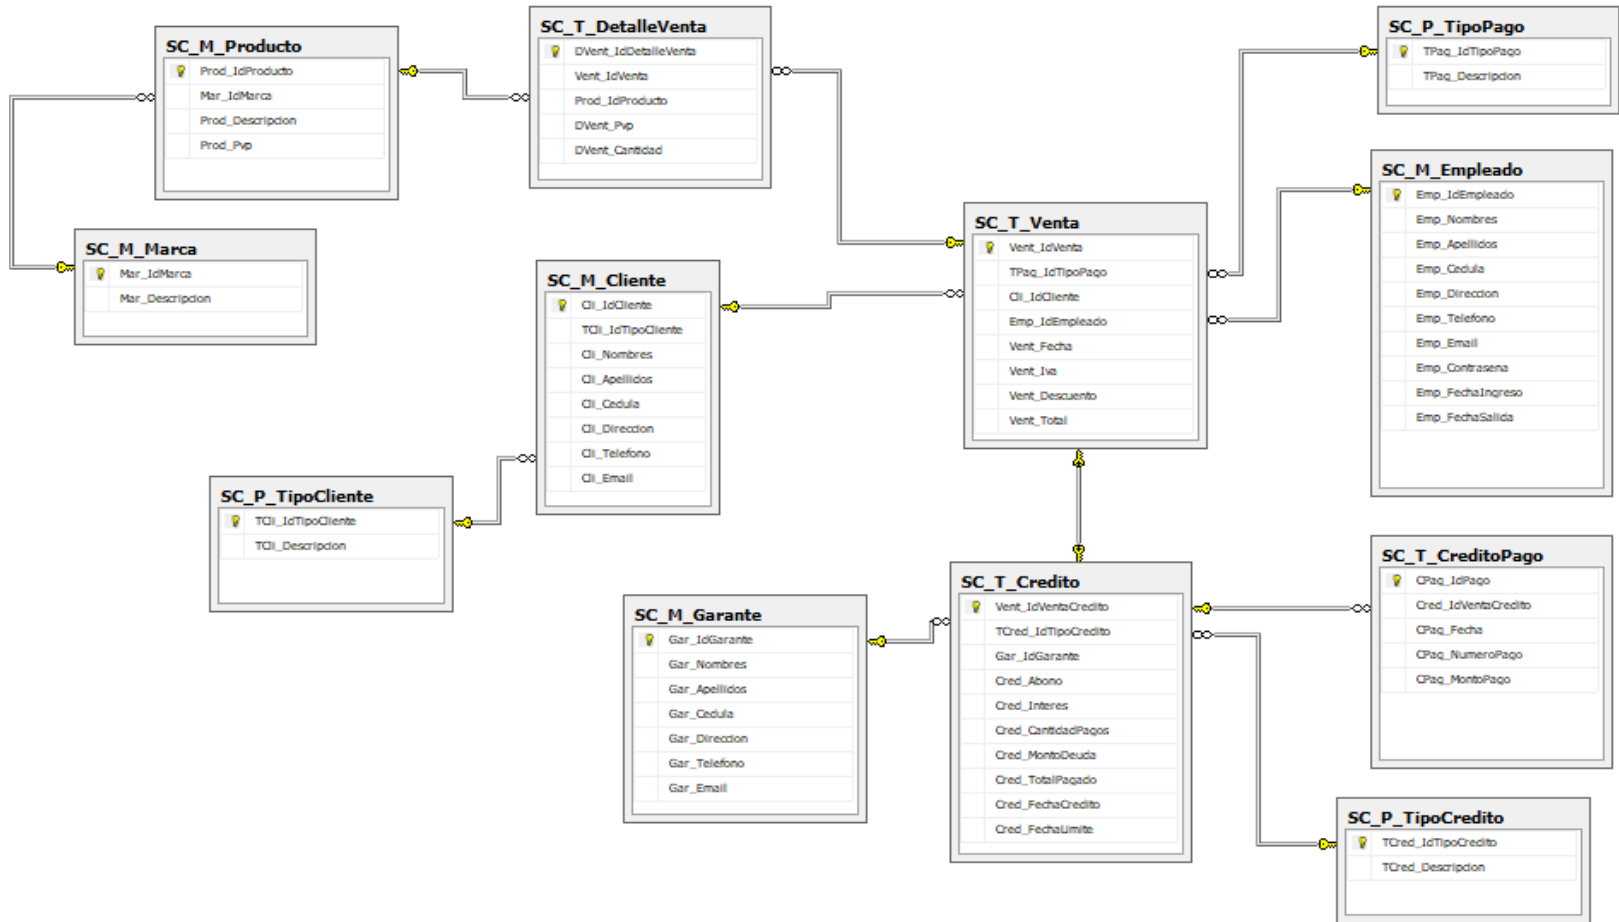 SC_M_Producto
Prod_IdProducto
Mar_IdMarca
Prod_Descripcion
Prod_Pvp
SC_T_DetalleVenta
DVent_IdDetalleVenta
Vent_IdVenta
Prod_IdProducto
DVent_Pvp
DVent_Cantidad
SC_P_TipoPago
TPag_IdTipoPago
TPag_Descripcion
SC_M_Empleado
Emp_IdEmpleado
Emp_Nombres
Emp_Apellidos
Emp_Cedula
Emp_Direccion
Emp_Telefono
Emp_Email
Emp_Contrasena
Emp_FechaIngreso
Emp_FechaSalida
SC_M_Marca
Mar_IdMarca
Mar_Descripcion
SC_M_Cliente
Cli_IdCliente
TCli_IdTipoCliente
Cli_Nombres
Cli_Apellidos
Cli_Cedula
Cli_Direccion
Cli_Telefono
Cli_Email
SC_T_Venta
Vent_IdVenta
TPag_IdTipoPago
Cli_IdCliente
Emp_IdEmpleado
Vent_Fecha
Vent_Iva
Vent_Descuento
Vent_Total
SC_P_TipoCliente
TCli_IdTipoCliente
TCli_Descripcion
SC_M_Garante
Gar_IdGarante
Gar_Nombres
Gar_Apellidos
Gar_Cedula
Gar_Direccion
Gar_Telefono
Gar_Email
SC_T_Credito
Vent_IdVentaCredito
TCred_IdTipoCredito
Gar_IdGarante
Cred_Abono
Cred_Interes
Cred_CantidadPagos
Cred_MontoDeuda
Cred_TotalPagado
Cred_FechaCredito
Cred_FechaLimite
SC_T_CreditoPago
CPag_IdPago
Cred_IdVentaCredito
CPag_Fecha
CPag_NumeroPago
CPag_MontoPago
SC_P_TipoCredito
TCred_IdTipoCredito
TCred_Descripcion